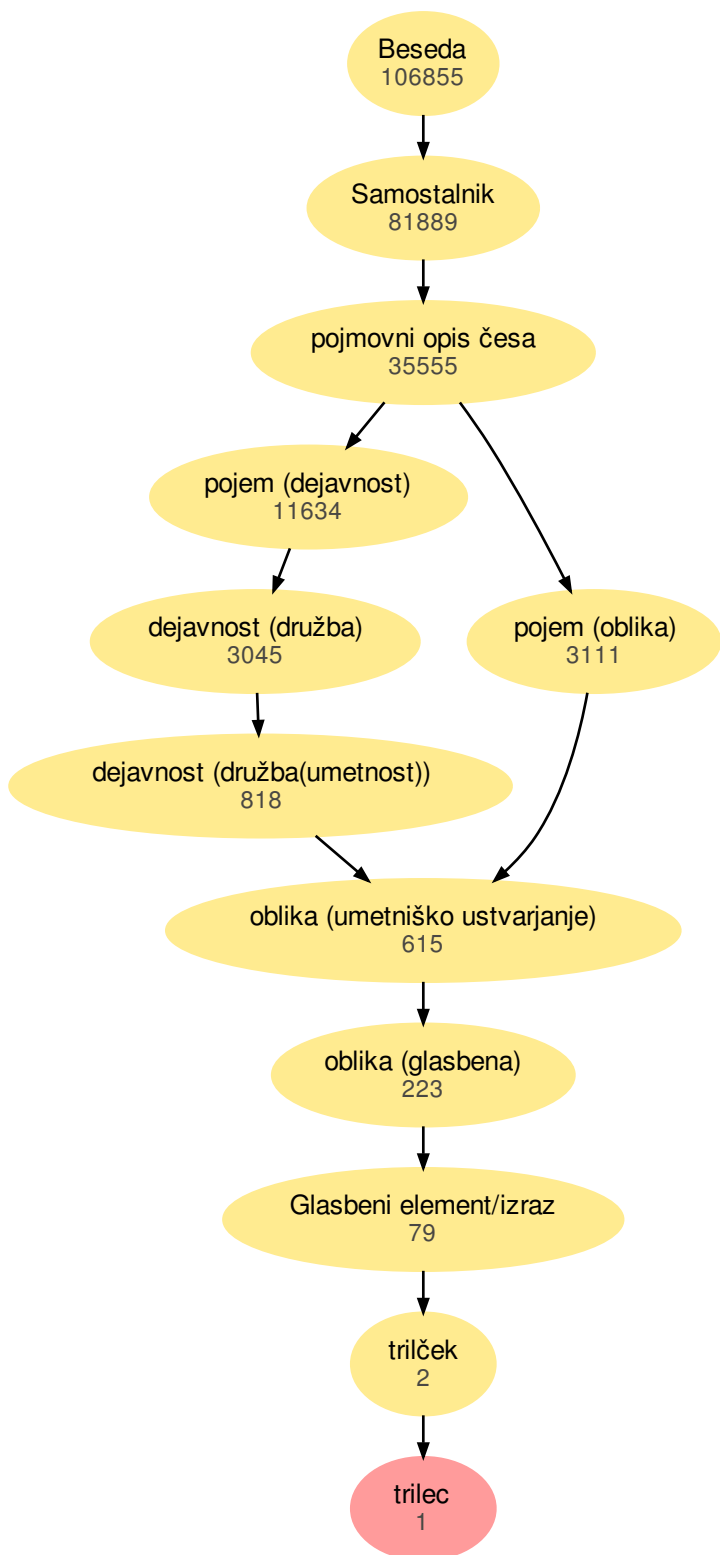 Beseda
106855
Samostalnik
81889
pojmovni opis česa
35555
pojem (dejavnost)
11634
dejavnost (družba)
3045
pojem (oblika)
3111
dejavnost (družba(umetnost))
818
oblika (umetniško ustvarjanje)
615
oblika (glasbena)
223
Glasbeni element/izraz
79
trilček
2
trilec
1